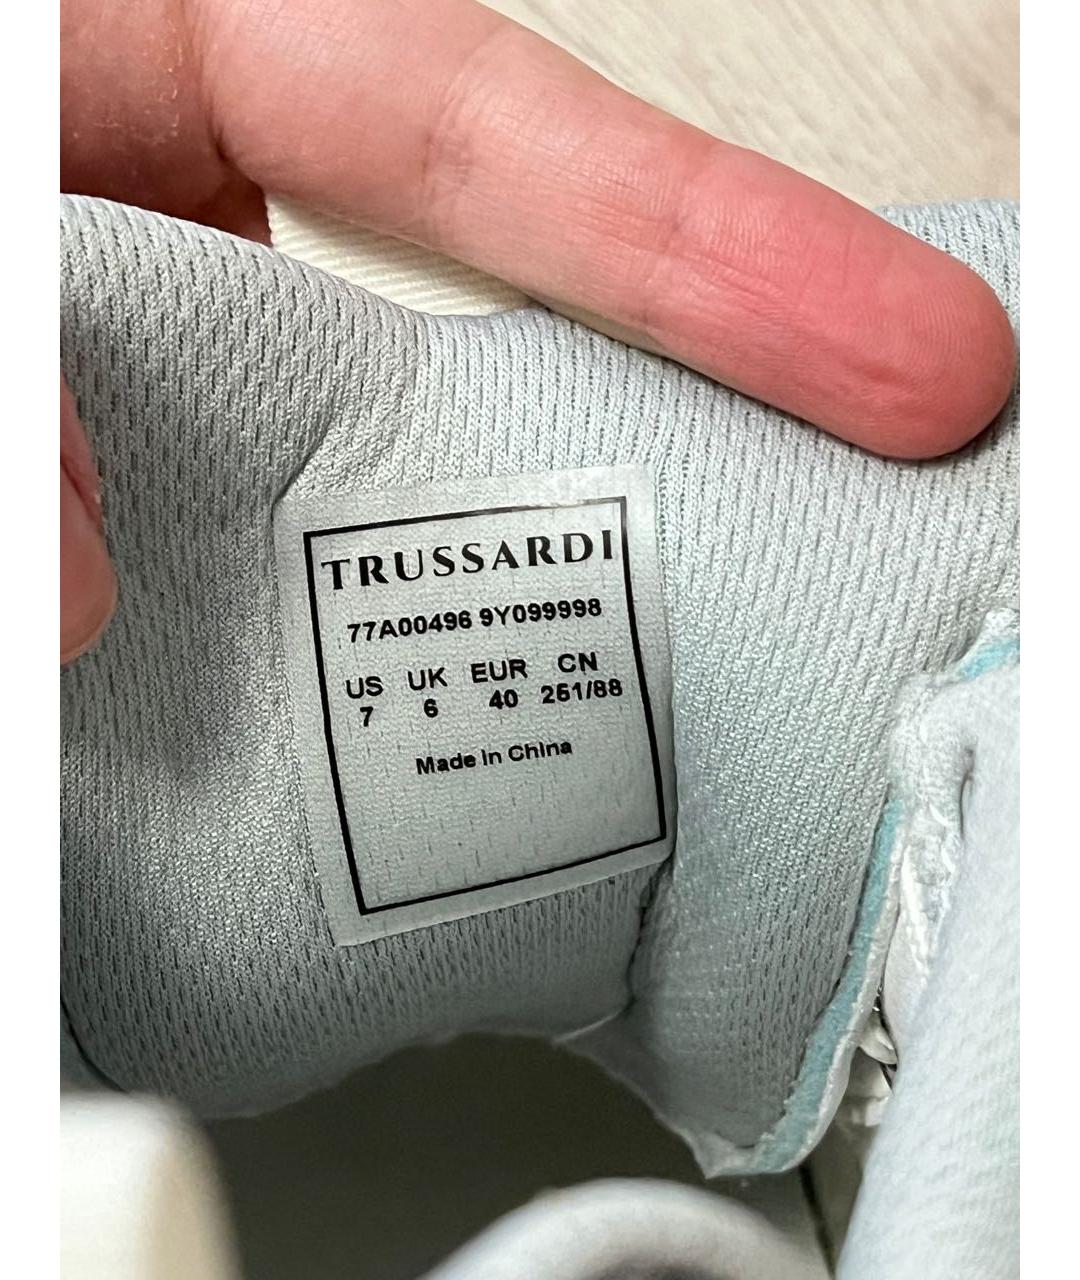 TRUSSARDI
77A00496 9Y099998
US UK EUR CN
7 6 40 251/88
Made in China